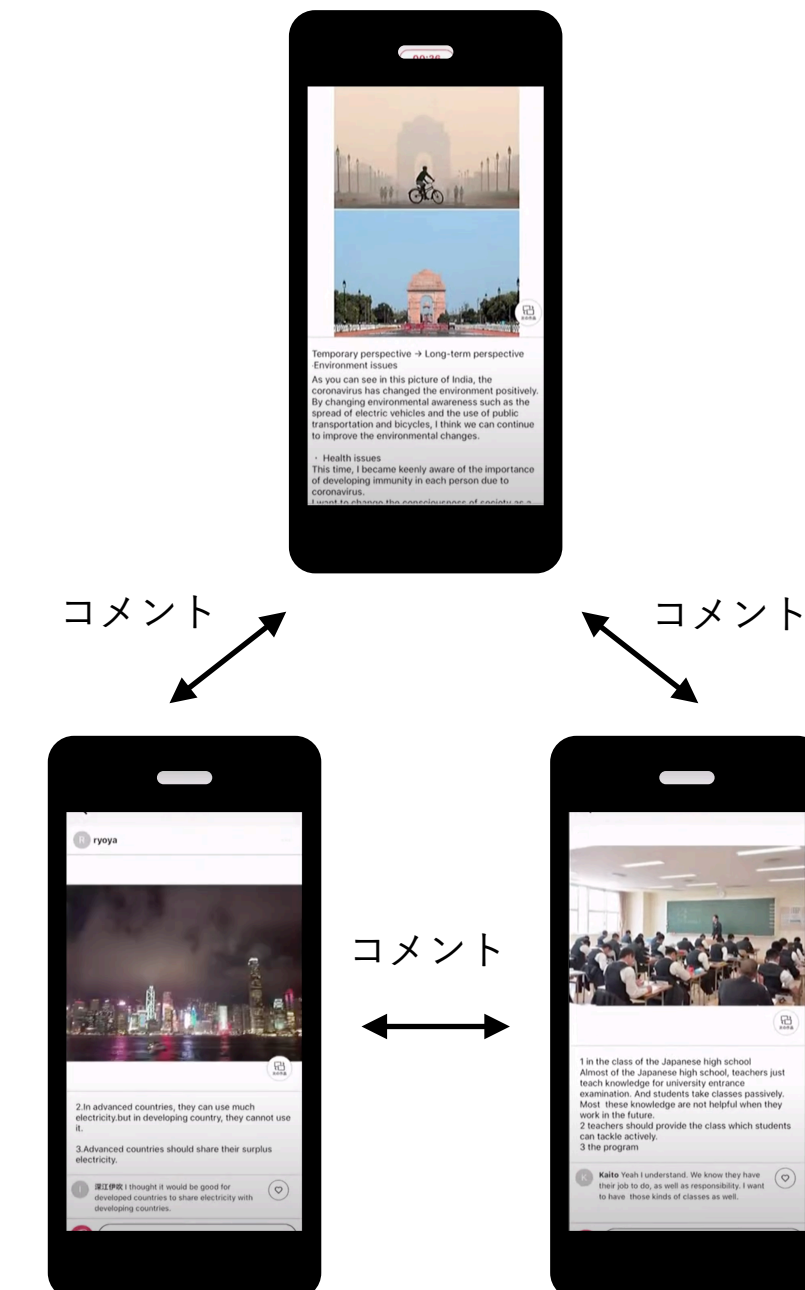 00:26
Temporary perspective → Long-term perspective
·Environment issues
As you can see in this picture of India, the
coronavirus has changed the environment positively.
By changing environmental awareness such as the
spread of electric vehicles and the use of public
transportation and bicycles, I think we can continue
to improve the environmental changes.
· Health issues
This time, I became keenly aware of the importance
of developing immunity in each person due to
coronavirus.
I want to change the consciousness of society as a
コメント
コメント
R ryoya
コメント
2.In advanced countries, they can use much
electricity.but in developing country, they cannot use
it.
3.Advanced countries should share their surplus
electricity.
深江伊吹 I thought it would be good for
developed countries to share electricity with
developing countries.
1 in the class of the Japanese high school
Almost of the Japanese high school, teachers just
teach knowledge for university entrance
examination. And students take classes passively.
Most  these knowledge are not helpful when they
work in the future.
2 teachers should provide the class which students
can tackle actively.
3 the program
K Kaito Yeah I understand. We know they have
their job to do, as well as responsibility. I want
to have  those kinds of classes as well.